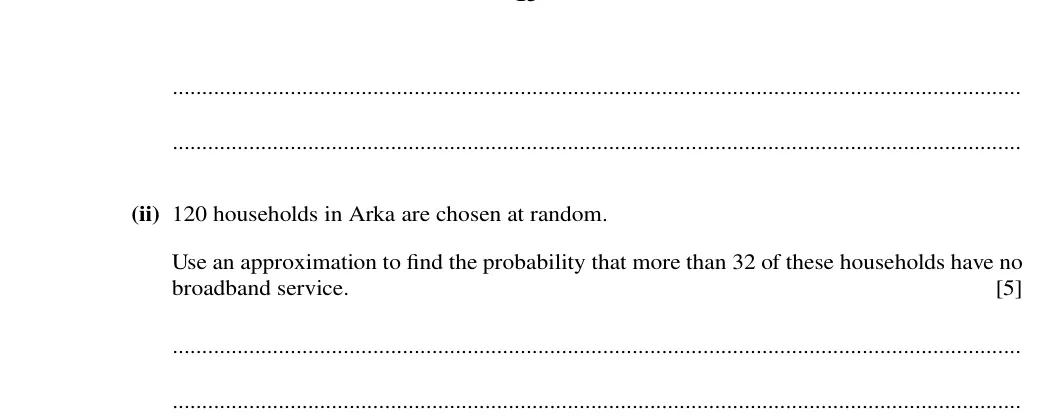 (ii) 120 households in Arka are chosen at random.
Use an approximation to find the probability that more than 32 of these households have no
broadband service. [5]